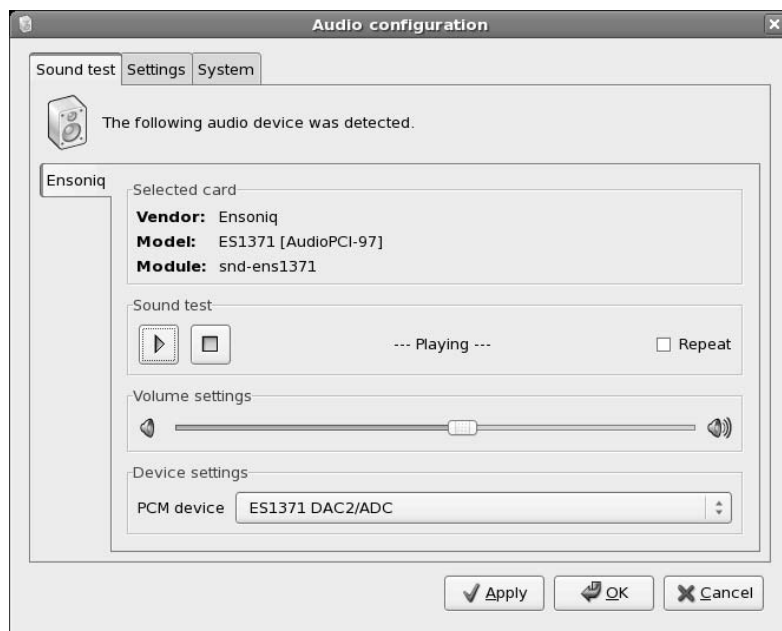 Audio configuration
Sound test Settings System
The following audio device was detected.
Ensoniq
Selected card
Vendor: Ensoniq
Model: ES1371 [AudioPCI-97]
Module: snd-ens1371
Sound test
--- Playing --- Repeat
Volume settings
Device settings
PCM device ES1371 DAC2/ADC
Apply OK Cancel